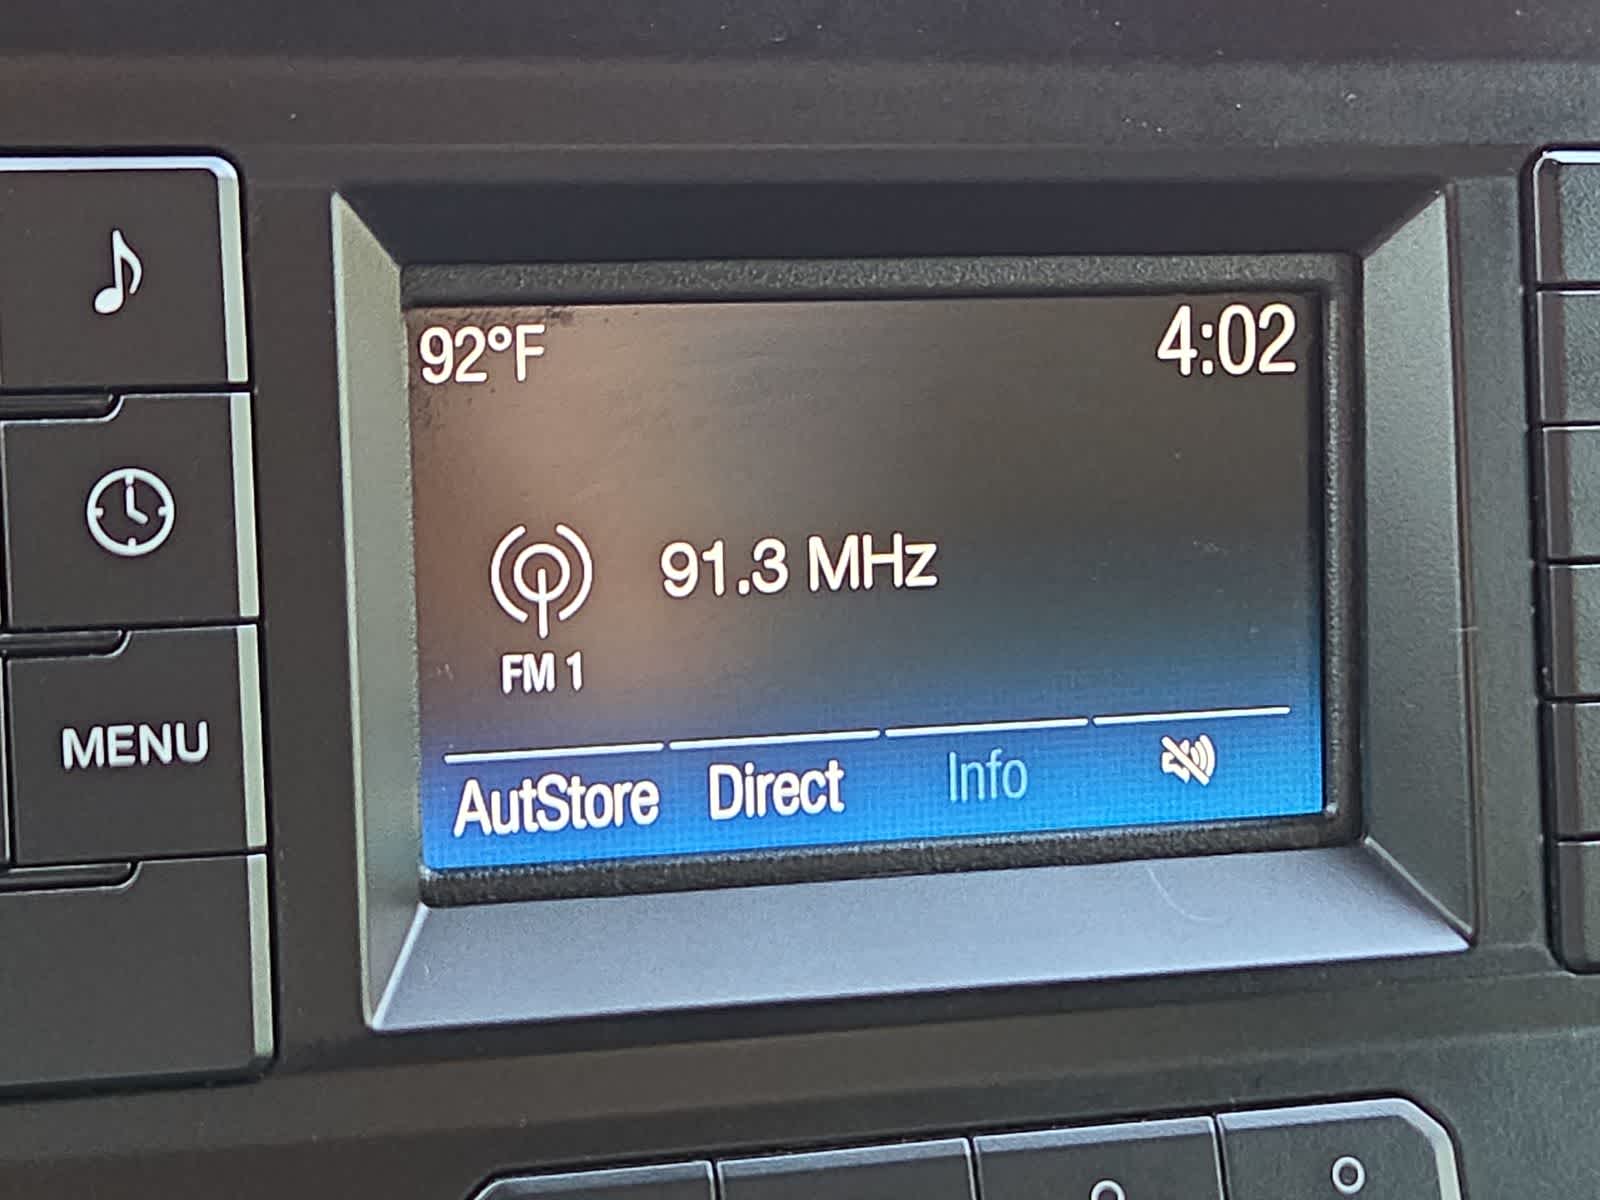 92°F 4:02
91.3 MHz
FM 1
MENU
AutStore Direct Info